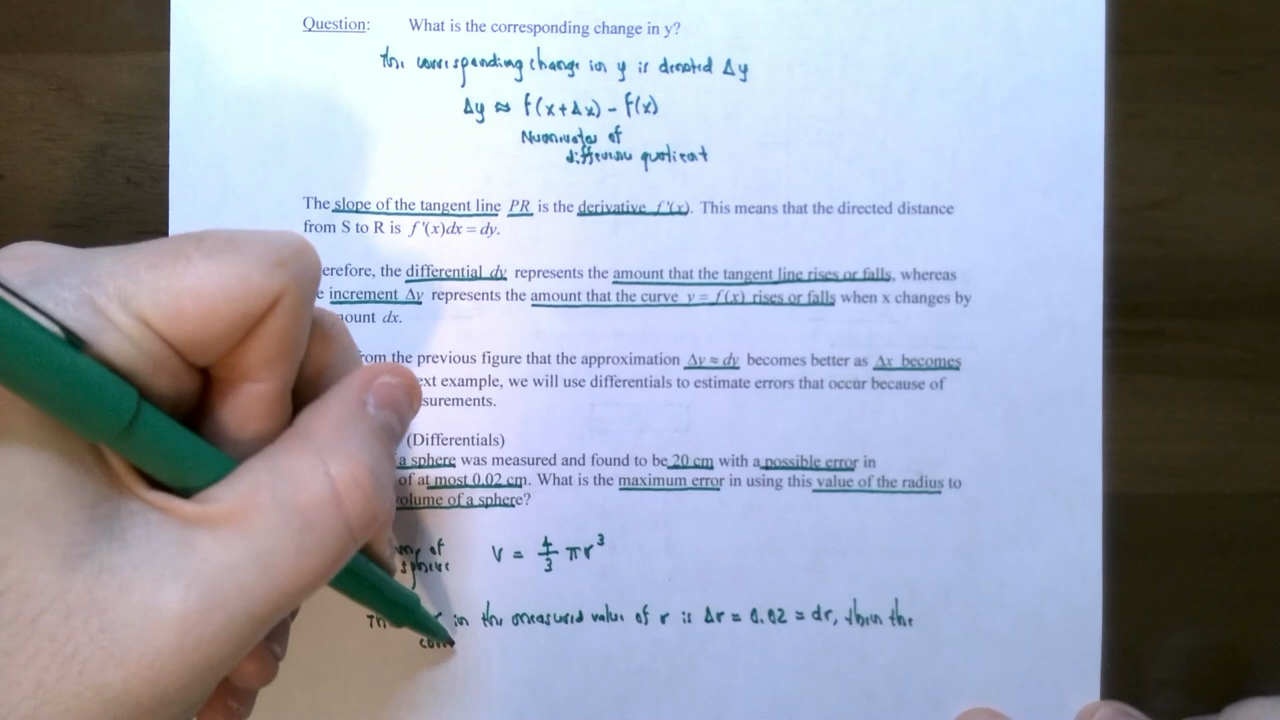 Question: What is the corresponding change in y?
the corresponding change in y is denoted Δy
Δy ≈ f(x+Δx) - f(x)
Numerator of
difference quotient
The slope of the tangent line PR is the derivative f'(x). This means that the directed distance
from S to R is f'(x)dx = dy.
erefore, the differential dy represents the amount that the tangent line rises or falls, whereas
e increment Δy represents the amount that the curve y = f(x) rises or falls when x changes by
ount dx.
om the previous figure that the approximation Δy ≈ dy becomes better as Δx becomes
ext example, we will use differentials to estimate errors that occur because of
surements.
(Differentials)
a sphere was measured and found to be 20 cm with a possible error in
of at most 0.02 cm. What is the maximum error in using this value of the radius to
olume of a sphere?
of V = 4/3 πr³
sphere
in the measured value of r is Δr = 0.02 = dr, then the